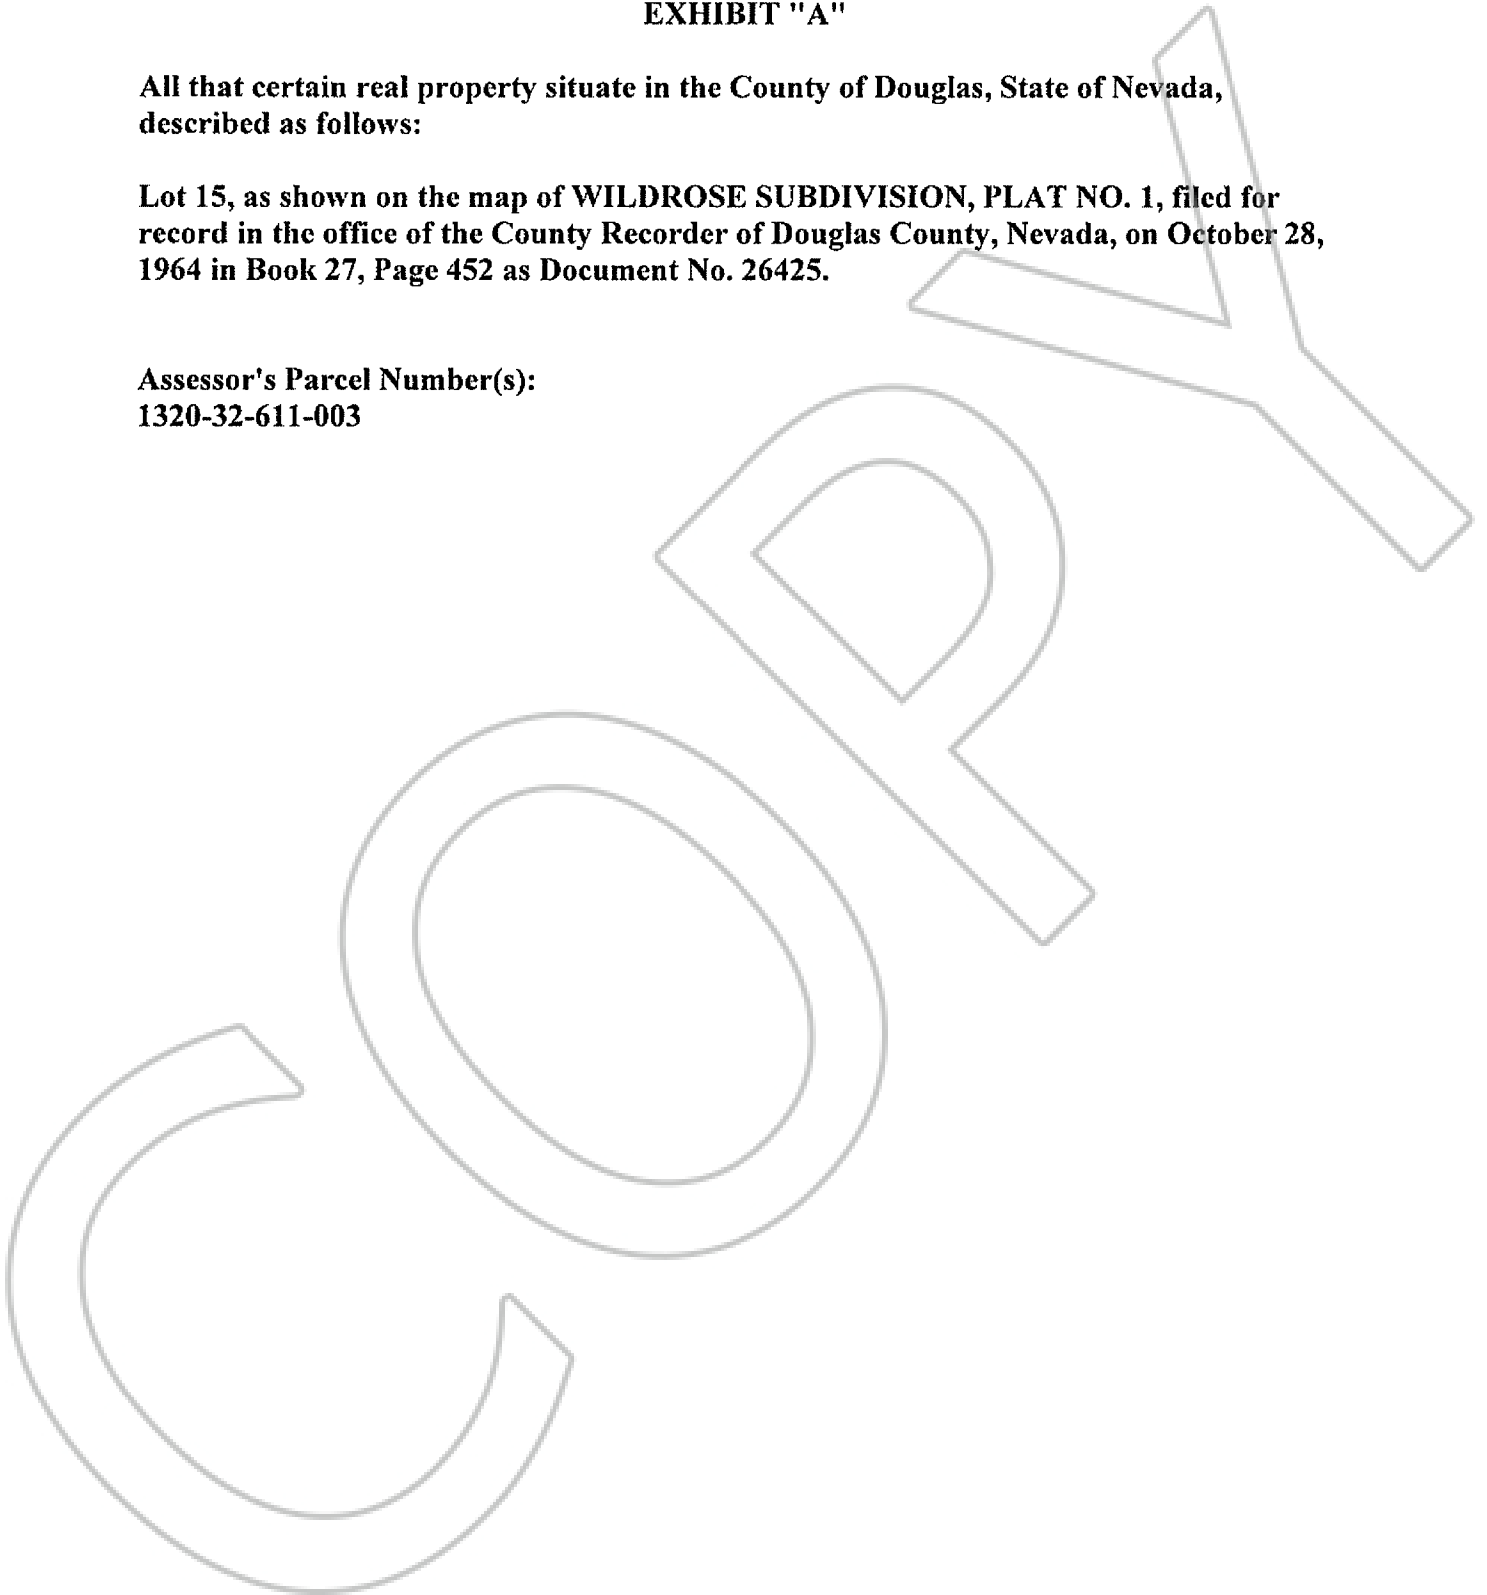 EXHIBIT "A"
All that certain real property situate in the County of Douglas, State of Nevada,
described as follows:
Lot 15, as shown on the map of WILDROSE SUBDIVISION, PLAT NO. 1, filed for
record in the office of the County Recorder of Douglas County, Nevada, on October 28,
1964 in Book 27, Page 452 as Document No. 26425.
Assessor's Parcel Number(s):
1320-32-611-003
COPY